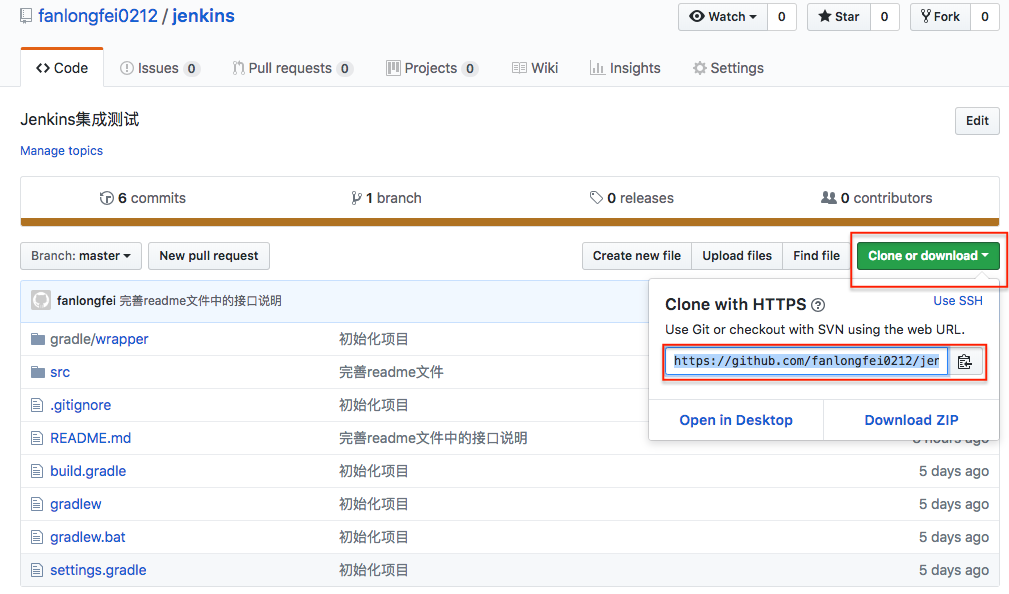 fanlongfei0212 / jenkins
Watch 0 Star 0 Fork 0
Code Issues 0 Pull requests 0 Projects 0 Wiki Insights Settings
Jenkins集成测试 Edit
Manage topics
6 commits 1 branch 0 releases 0 contributors
Branch: master New pull request Create new file Upload files Find file Clone or download
fanlongfei 完善readme文件中的接口说明
Clone with HTTPS Use SSH
Use Git or checkout with SVN using the web URL.
https://github.com/fanlongfei0212/jer
Open in Desktop Download ZIP
gradle/wrapper 初始化项目
src 完善readme文件
.gitignore 初始化项目
README.md 完善readme文件中的接口说明 hours ago
build.gradle 初始化项目 5 days ago
gradlew 初始化项目 5 days ago
gradlew.bat 初始化项目 5 days ago
settings.gradle 初始化项目 5 days ago